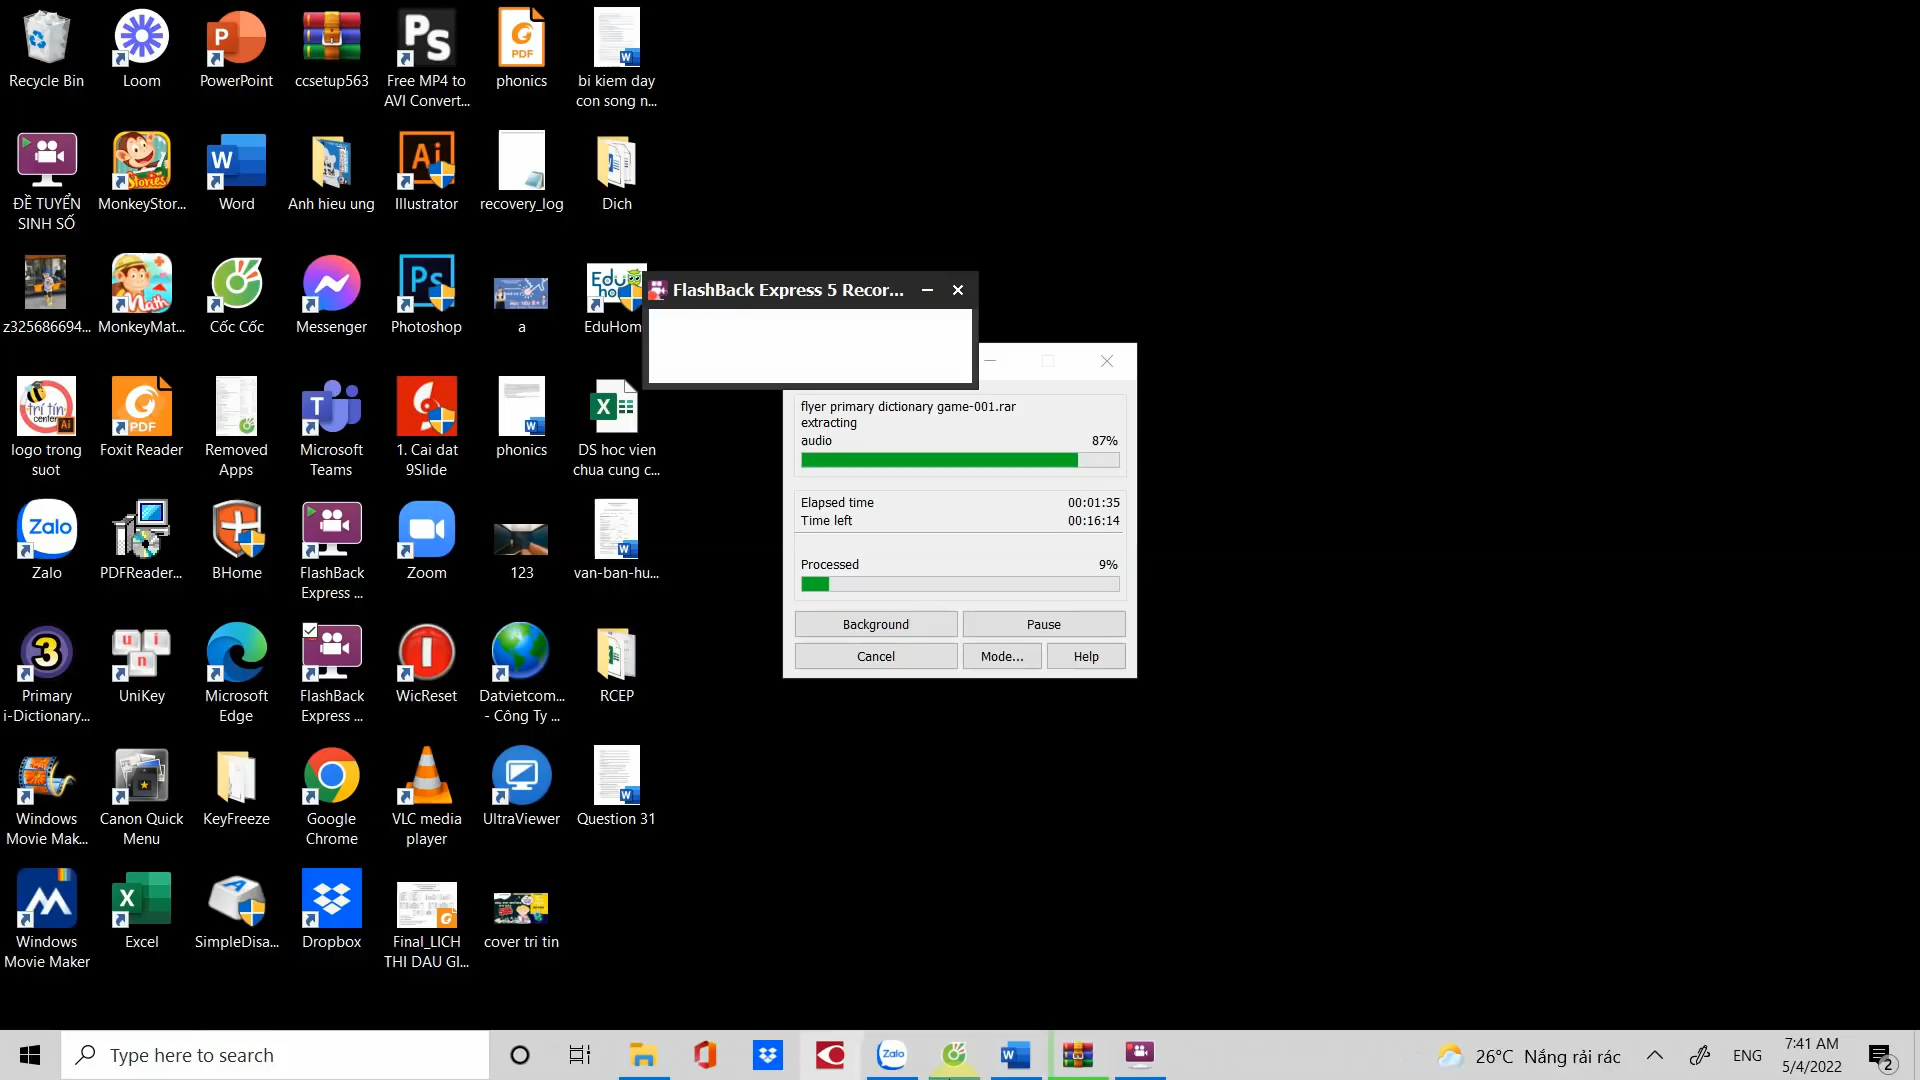 Recycle Bin
Loom
PowerPoint
ccsetup563
Free MP4 to
AVI Convert...
phonics
bi kiem day
con song n...
ĐỀ TUYỂN
SINH SỐ
MonkeyStor...
Word
Anh hieu ung
Illustrator
recovery_log
Dich
z325686694...
MonkeyMat...
Cốc Cốc
Messenger
Photoshop
a
EduHom
FlashBack Express 5 Recor...
logo trong
suot
Foxit Reader
Removed
Apps
Microsoft
Teams
1. Cai dat
9Slide
phonics
DS hoc vien
chua cung c...
flyer primary dictionary game-001.rar
extracting
audio 87%
Elapsed time 00:01:35
Time left 00:16:14
Processed 9%
Background Pause
Cancel Mode... Help
Zalo
PDFReader...
BHome
FlashBack
Express ...
Zoom
123
van-ban-hu...
Primary
i-Dictionary...
UniKey
Microsoft
Edge
FlashBack
Express ...
WicReset
Datvietcom...
- Công Ty ...
RCEP
Windows
Movie Mak...
Canon Quick
Menu
KeyFreeze
Google
Chrome
VLC media
player
UltraViewer
Question 31
Windows
Movie Maker
Excel
SimpleDisa...
Dropbox
Final_LICH
THI DAU GI...
cover tri tin
Type here to search
26°C Nắng rải rác
ENG
7:41 AM
5/4/2022
2